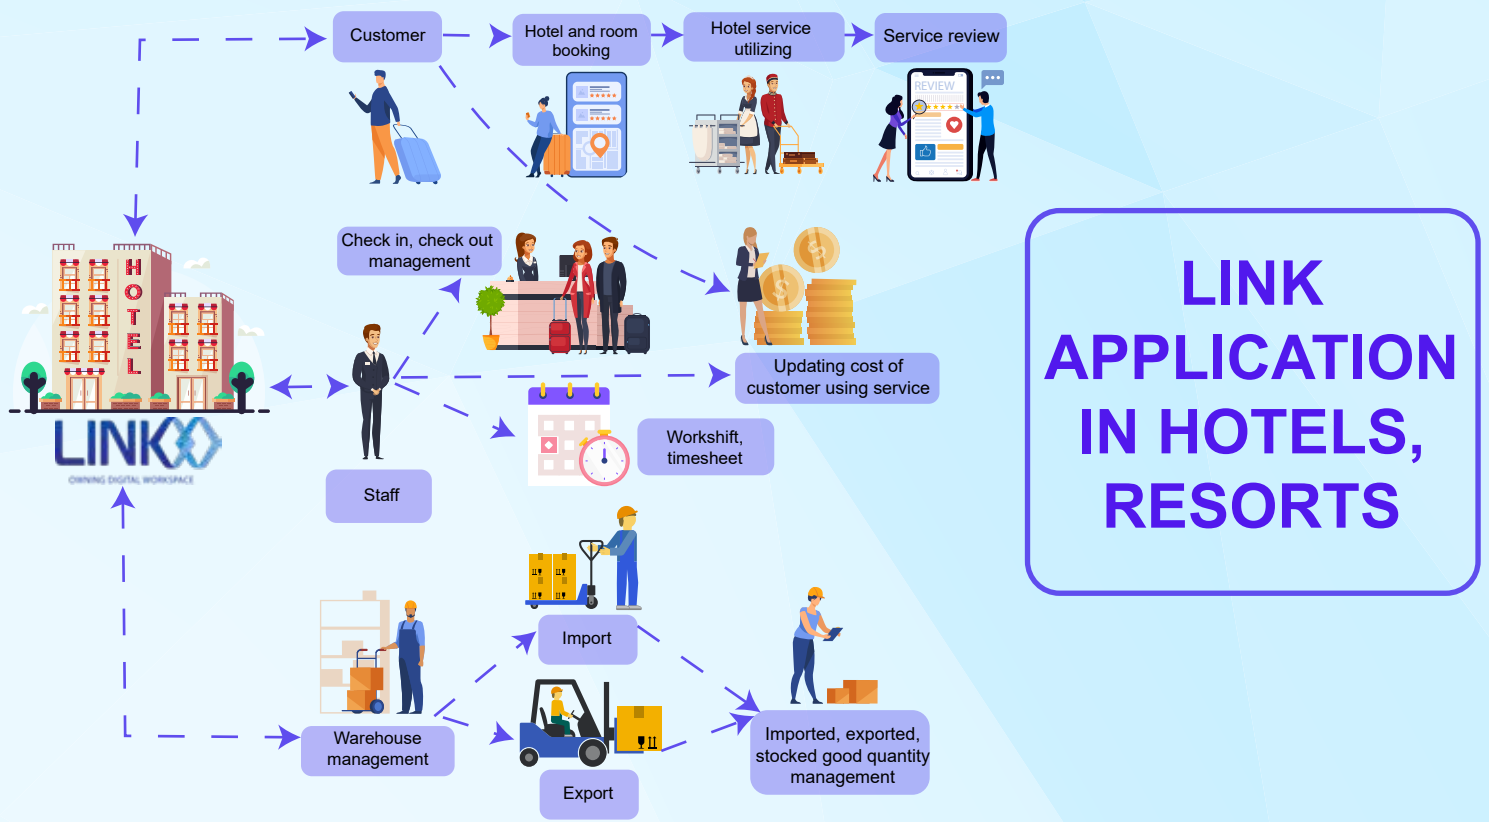 Customer
Hotel and room
booking
Hotel service
utilizing
Service review
REVIEW
Check in, check out
management
HOTEL
LINK
OWNING DIGITAL WORKSPACE
Staff
Updating cost of
customer using service
Workshift,
timesheet
Import
Warehouse
management
Export
Imported, exported,
stocked good quantity
management
LINK
APPLICATION
IN HOTELS,
RESORTS